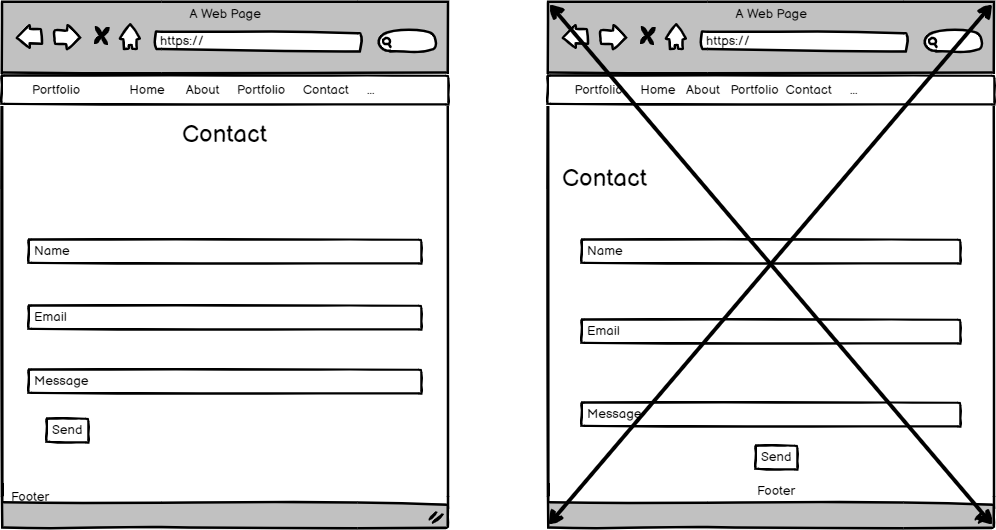 A Web Page
https://
Portfolio Home About Portfolio Contact ...
Contact
Name
Email
Message
Send
Footer
A Web Page
https://
Portfolio Home About Portfolio Contact ...
Contact
Name
Email
Message
Send
Footer